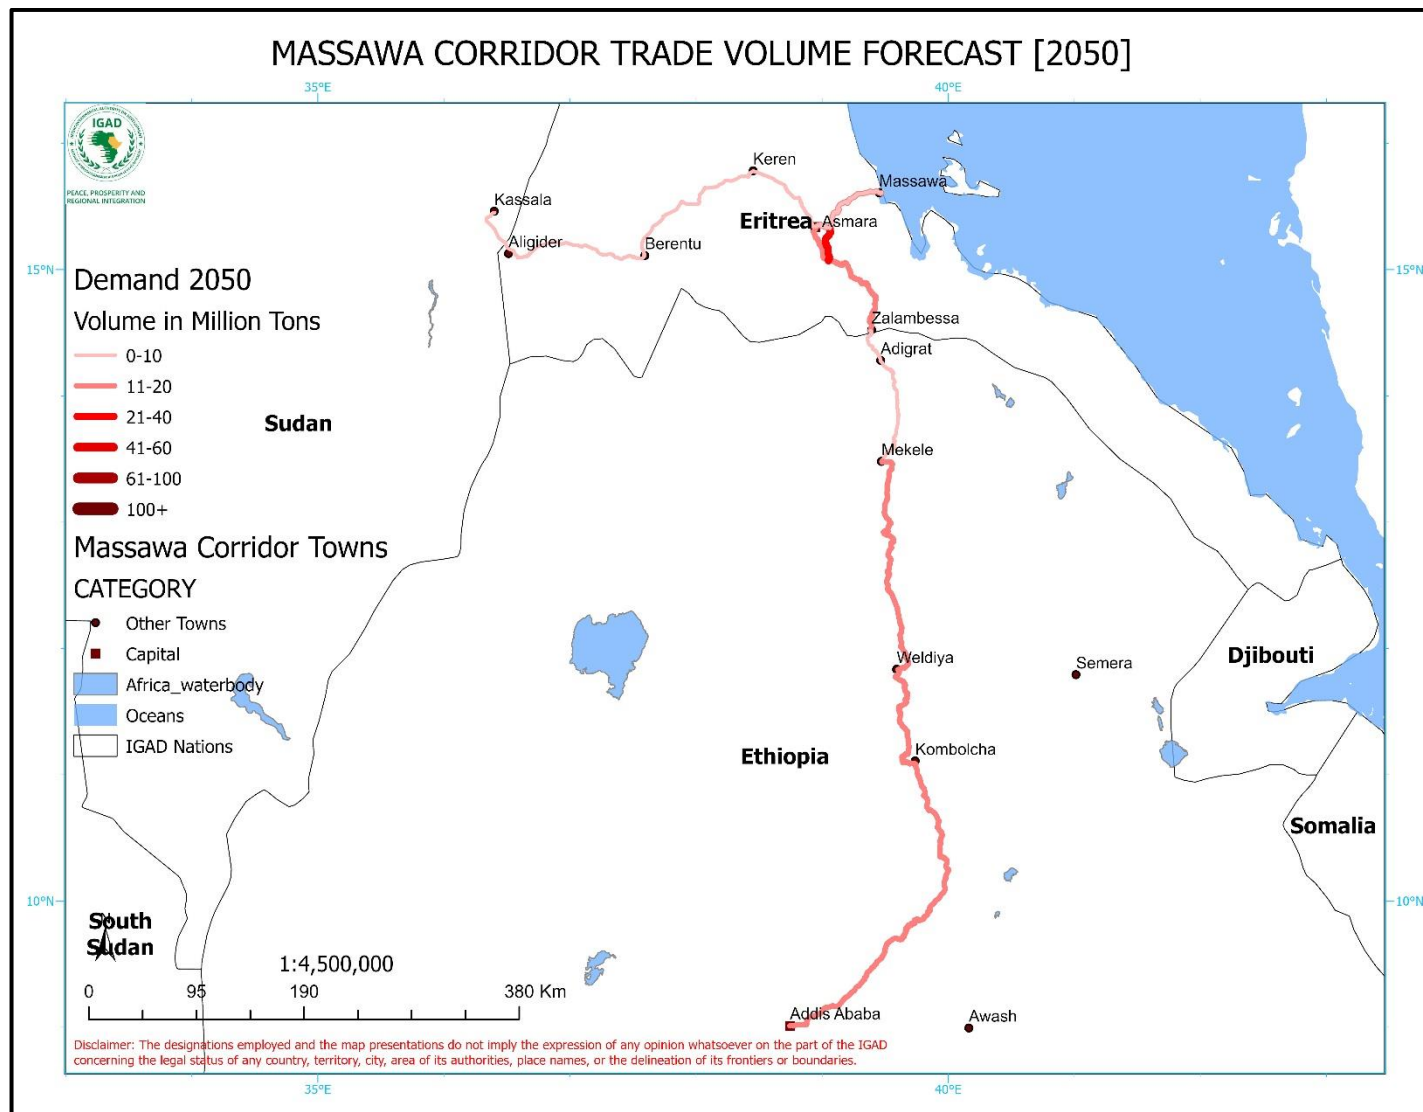 MASSAWA CORRIDOR TRADE VOLUME FORECAST [2050]
35°E
40°E
IGAD
PEACE, PROSPERITY AND
REGIONAL INTEGRATION
Keren
Massawa
Kassala
Eritrea
Asmara
Aligider
Berentu
15°N
15°N
Demand 2050
Volume in Million Tons
0-10
11-20
21-40
41-60
61-100
100+
Zalambessa
Adigrat
Sudan
Mekele
Massawa Corridor Towns
CATEGORY
Other Towns
Capital
Africa_waterbody
Oceans
IGAD Nations
Weldiya
Semera
Djibouti
Ethiopia
Kombolcha
Somalia
10°N
10°N
N
South
Sudan
1:4,500,000
0 95 190 380 Km
Addis Ababa
Awash
Disclaimer: The designations employed and the map presentations do not imply the expression of any opinion whatsoever on the part of the IGAD
concerning the legal status of any country, territory, city, area of its authorities, place names, or the delineation of its frontiers or boundaries.
35°E
40°E